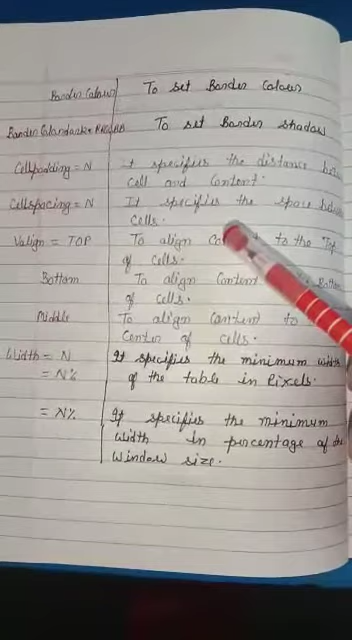 Border Colour To set Border Colour
To set Border shadow
Cellpadding = N it specifies the distance
cell and Content.
Cellspacing = N It specifies the space
cells.
Valign = TOP To align to the Top
of cells.
Bottom To align Content Bottom
of cells.
Middle To align content to
Center of cells.
Width = N It specifies the minimum width
= N% of the table in Pixels.
= N% It specifies the minimum
width in percentage of the
window size.